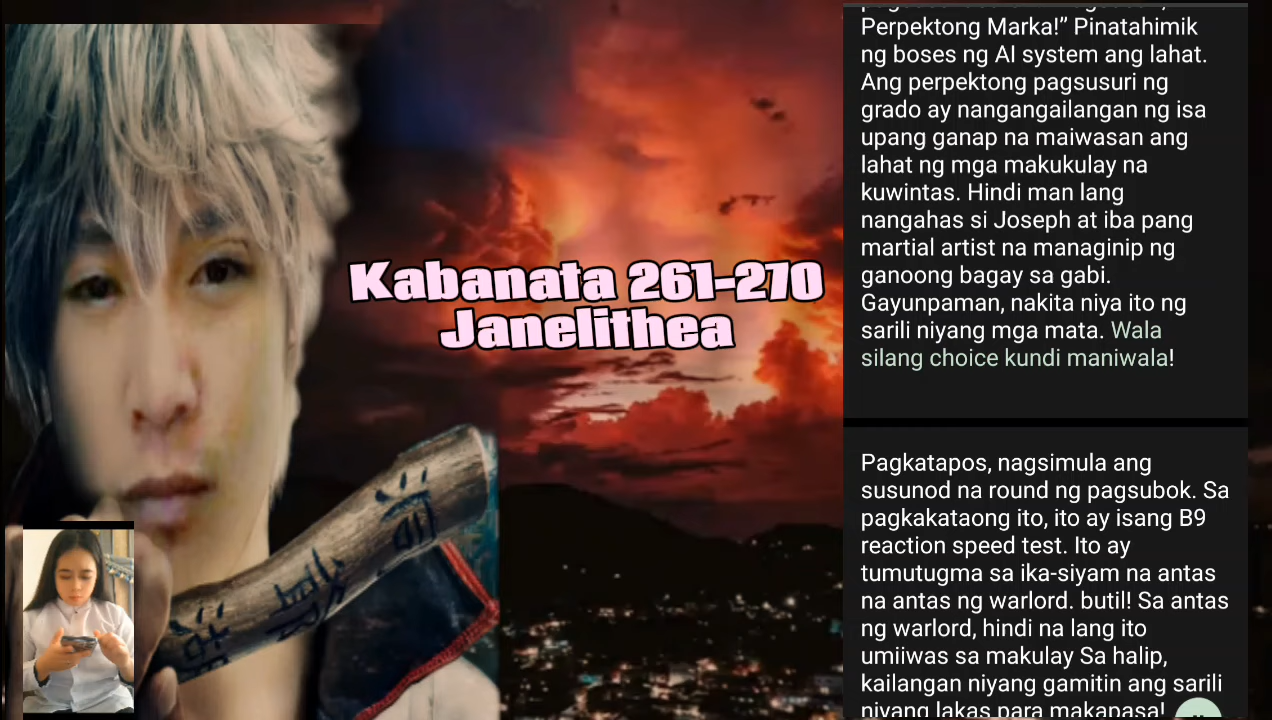 Kabanata 261-270
Janelithea
Perpektong Marka!” Pinatahimik
ng boses ng AI system ang lahat.
Ang perpektong pagsusuri ng
grado ay nangangailangan ng isa
upang ganap na maiwasan ang
lahat ng mga makukulay na
kuwintas. Hindi man lang
nangahas si Joseph at iba pang
martial artist na managinip ng
ganoong bagay sa gabi.
Gayunpaman, nakita niya ito ng
sarili niyang mga mata. Wala
silang choice kundi maniwala!
Pagkatapos, nagsimula ang
susunod na round ng pagsubok. Sa
pagkakataong ito, ito ay isang B9
reaction speed test. Ito ay
tumutugma sa ika-siyam na antas
na antas ng warlord. butil! Sa antas
ng warlord, hindi na lang ito
umiiwas sa makulay Sa halip,
kailangan niyang gamitin ang sarili
niyang lakas para makapasa!